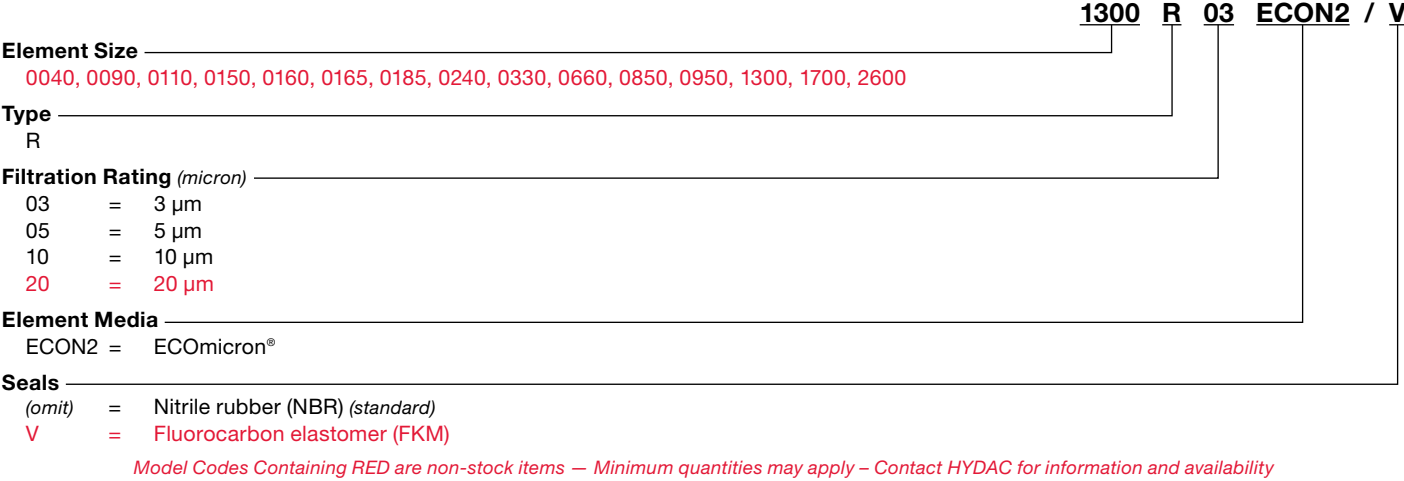 1300 R 03 ECON2 / V
Element Size
0040, 0090, 0110, 0150, 0160, 0165, 0185, 0240, 0330, 0660, 0850, 0950, 1300, 1700, 2600
Type
R
Filtration Rating (micron)
03 = 3 µm
05 = 5 µm
10 = 10 µm
20 = 20 µm
Element Media
ECON2 = ECOmicron®
Seals
(omit) = Nitrile rubber (NBR) (standard)
V = Fluorocarbon elastomer (FKM)
Model Codes Containing RED are non-stock items — Minimum quantities may apply – Contact HYDAC for information and availability